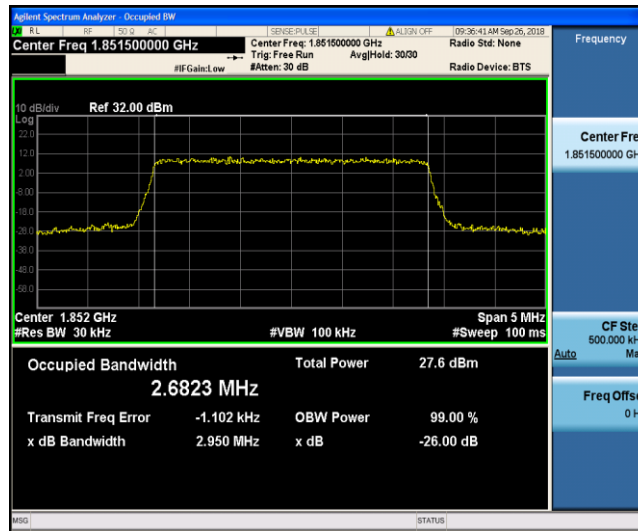 Agilent Spectrum Analyzer - Occupied BW
RL RF 50 Ω AC SENSE:PULSE ALIGN OFF 09:36:41 AM Sep 26, 2018
Center Freq 1.851500000 GHz
Center Freq: 1.851500000 GHz
Radio Std: None
Trig: Free Run Avg|Hold: 30/30
#IFGain:Low
#Atten: 30 dB
Radio Device: BTS
10 dB/div Ref 32.00 dBm
Log
22.0
12.0
2.00
-8.00
-18.0
-28.0
-38.0
-48.0
-58.0
Center 1.852 GHz Span 5 MHz
#Res BW 30 kHz #VBW 100 kHz #Sweep 100 ms
Occupied Bandwidth Total Power 27.6 dBm
2.6823 MHz
Transmit Freq Error -1.102 kHz OBW Power 99.00 %
x dB Bandwidth 2.950 MHz x dB -26.00 dB
Frequency
Center Fre
1.851500000 GH
CF Ste
500.000 kH
Auto Ma
Freq Offse
0 H
MSG STATUS